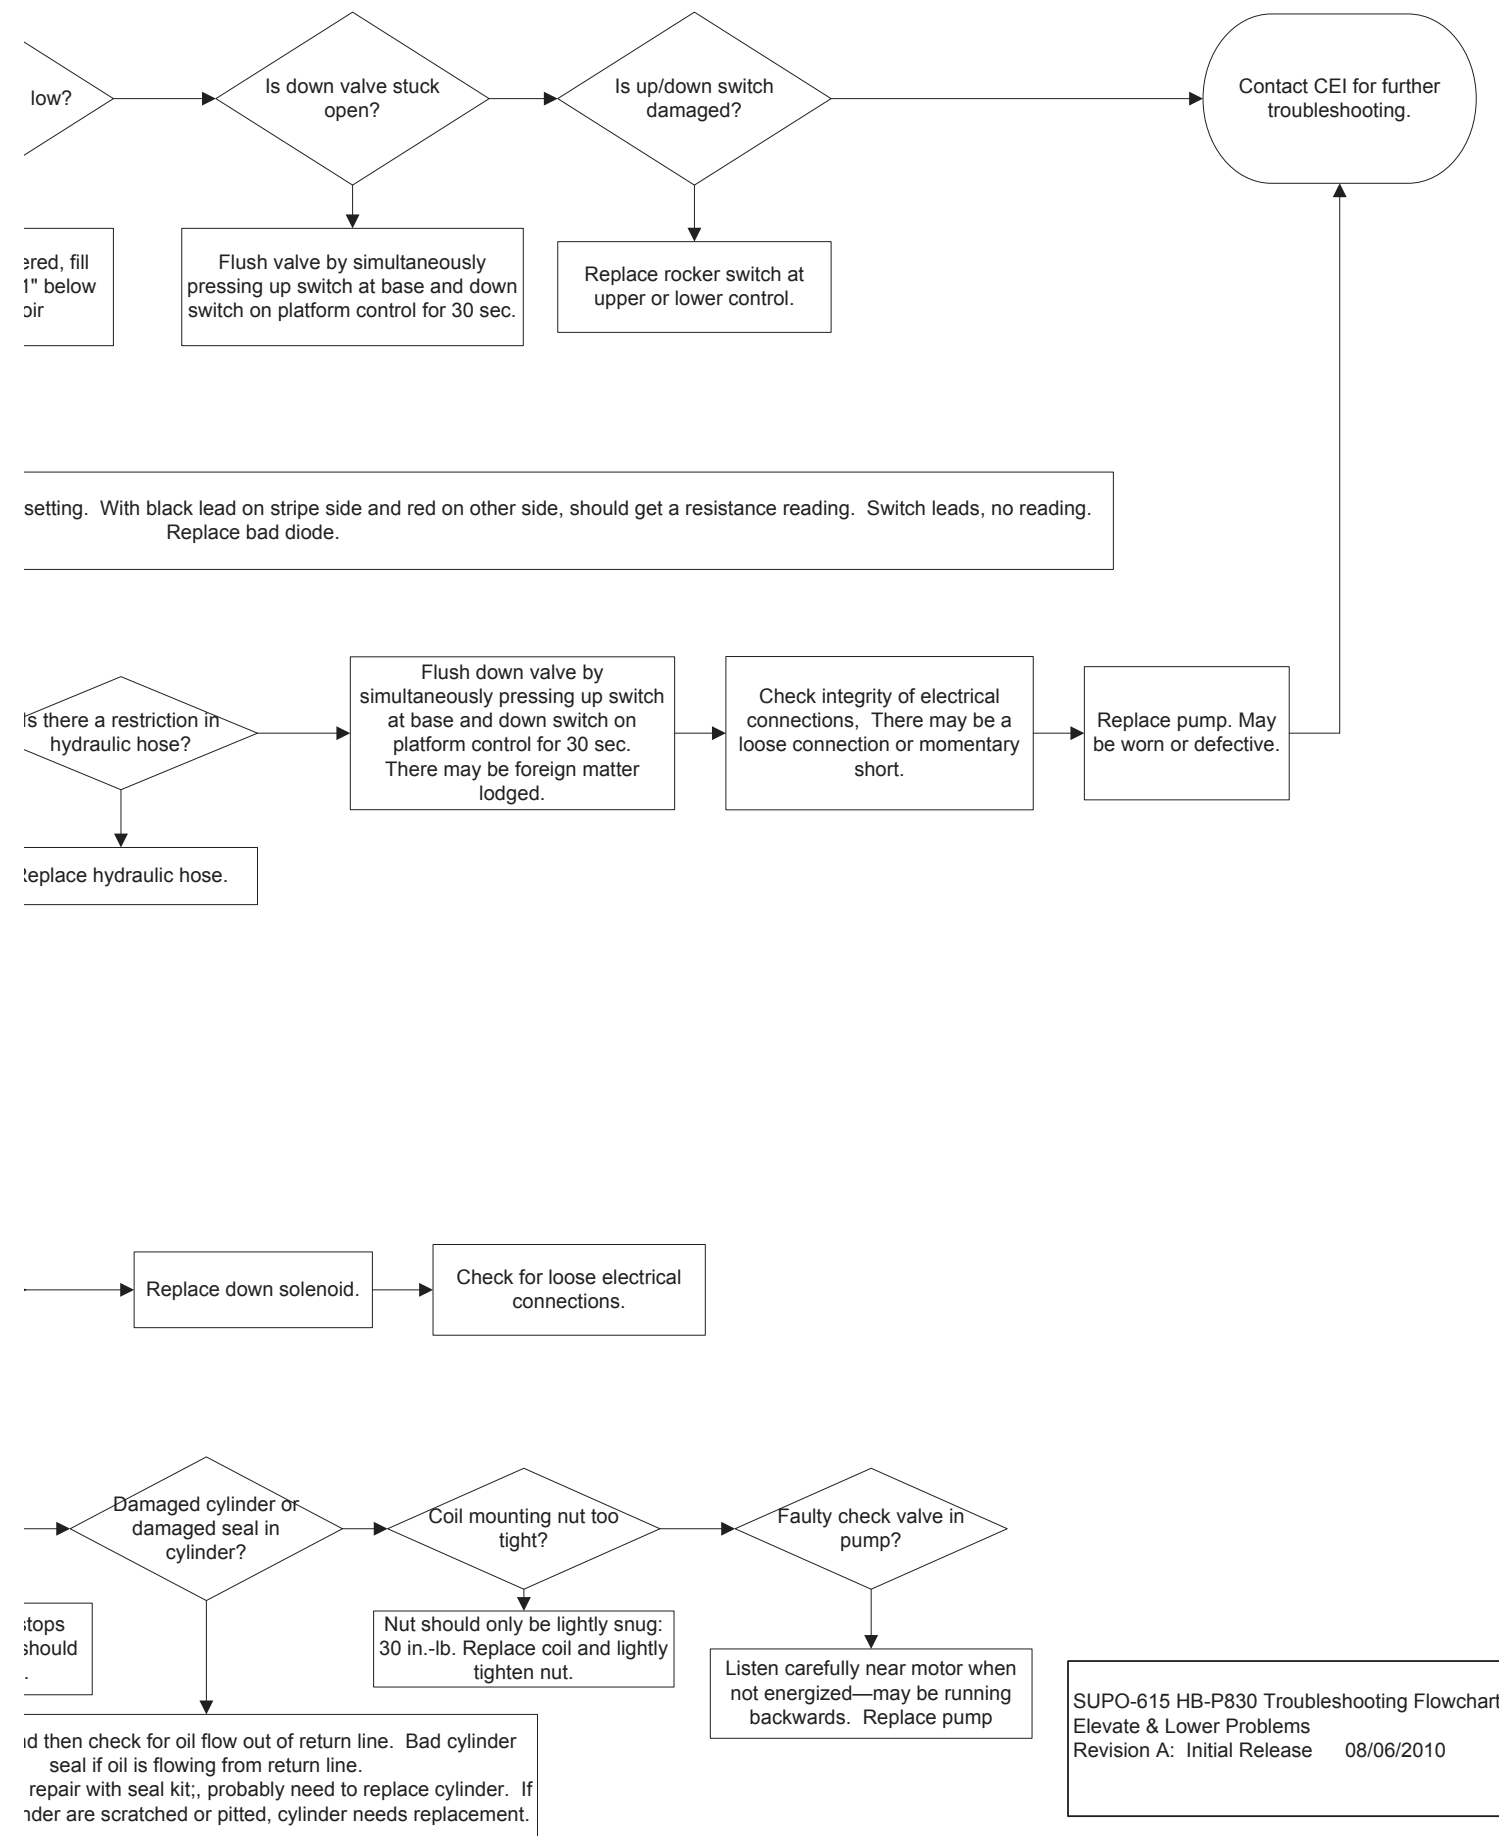 low?
Is down valve stuck
open?
Is up/down switch
damaged?
Contact CEI for further
troubleshooting.
ered, fill
1" below
oir
Flush valve by simultaneously
pressing up switch at base and down
switch on platform control for 30 sec.
Replace rocker switch at
upper or lower control.
setting.  With black lead on stripe side and red on other side, should get a resistance reading.  Switch leads, no reading.
Replace bad diode.
Is there a restriction in
hydraulic hose?
Flush down valve by
simultaneously pressing up switch
at base and down switch on
platform control for 30 sec.
There may be foreign matter
lodged.
Check integrity of electrical
connections,  There may be a
loose connection or momentary
short.
Replace pump. May
be worn or defective.
Replace hydraulic hose.
Replace down solenoid.
Check for loose electrical
connections.
Damaged cylinder or
damaged seal in
cylinder?
Coil mounting nut too
tight?
Faulty check valve in
pump?
stops
should
.
Nut should only be lightly snug:
30 in.-lb. Replace coil and lightly
tighten nut.
Listen carefully near motor when
not energized—may be running
backwards.  Replace pump
nd then check for oil flow out of return line.  Bad cylinder
seal if oil is flowing from return line.
repair with seal kit;, probably need to replace cylinder.  If
nder are scratched or pitted, cylinder needs replacement.
SUPO-615 HB-P830 Troubleshooting Flowchart
Elevate & Lower Problems
Revision A:  Initial Release      08/06/2010